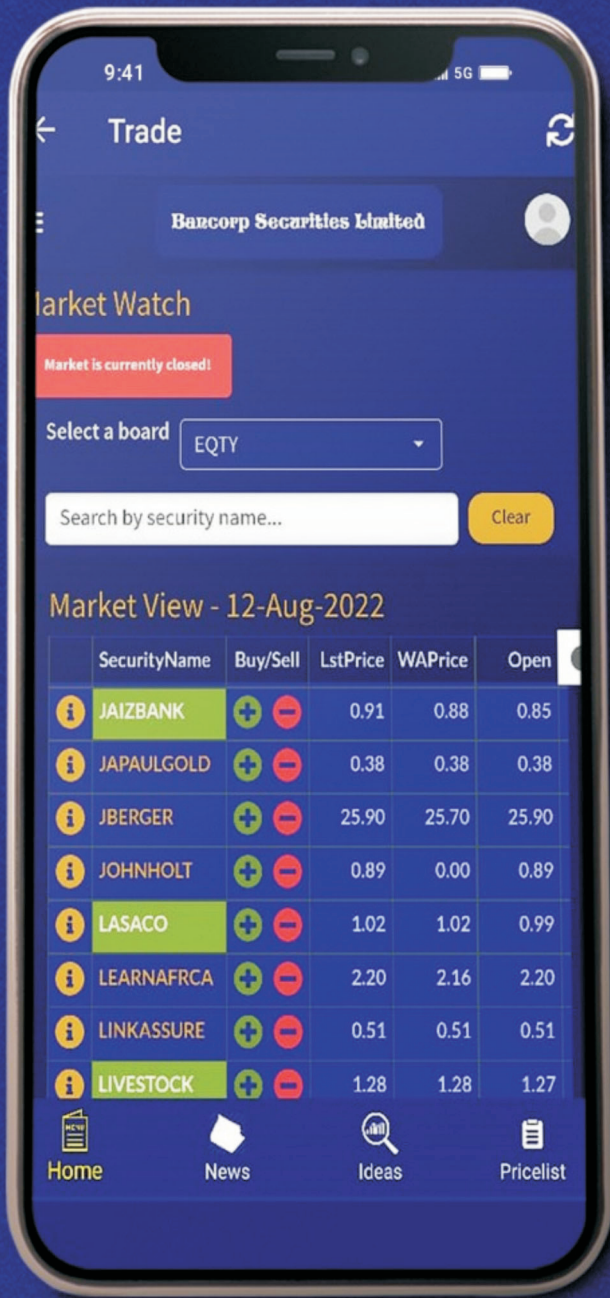 9:41
5G
Trade
Bancorp Securities Limited
arket Watch
Market is currently closed!
Select a board EQTY
Search by security name... Clear
Market View - 12-Aug-2022
SecurityName Buy/Sell LstPrice WAPrice Open
JAIZBANK 0.91 0.88 0.85
JAPAULGOLD 0.38 0.38 0.38
JBERGER 25.90 25.70 25.90
JOHNHOLT 0.89 0.00 0.89
LASACO 1.02 1.02 0.99
LEARNAFRCA 2.20 2.16 2.20
LINKASSURE 0.51 0.51 0.51
LIVESTOCK 1.28 1.28 1.27
NEW
Home News Ideas Pricelist